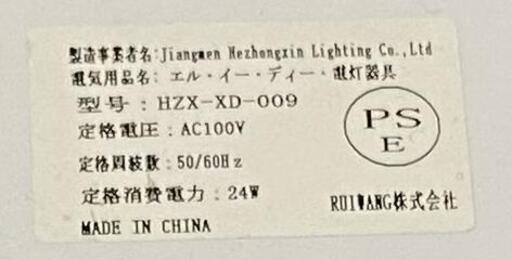 製造事業者名:Jiangmen Hezhongxin Lighting Co.,Ltd
電気用品名: エル・イー・ディー・電灯器具
型号: HZX-XD-009
定格電圧: AC100V
定格周波数: 50/60Hz
定格消費電力: 24W
MADE IN CHINA
PS
E
RUIWANG株式会社